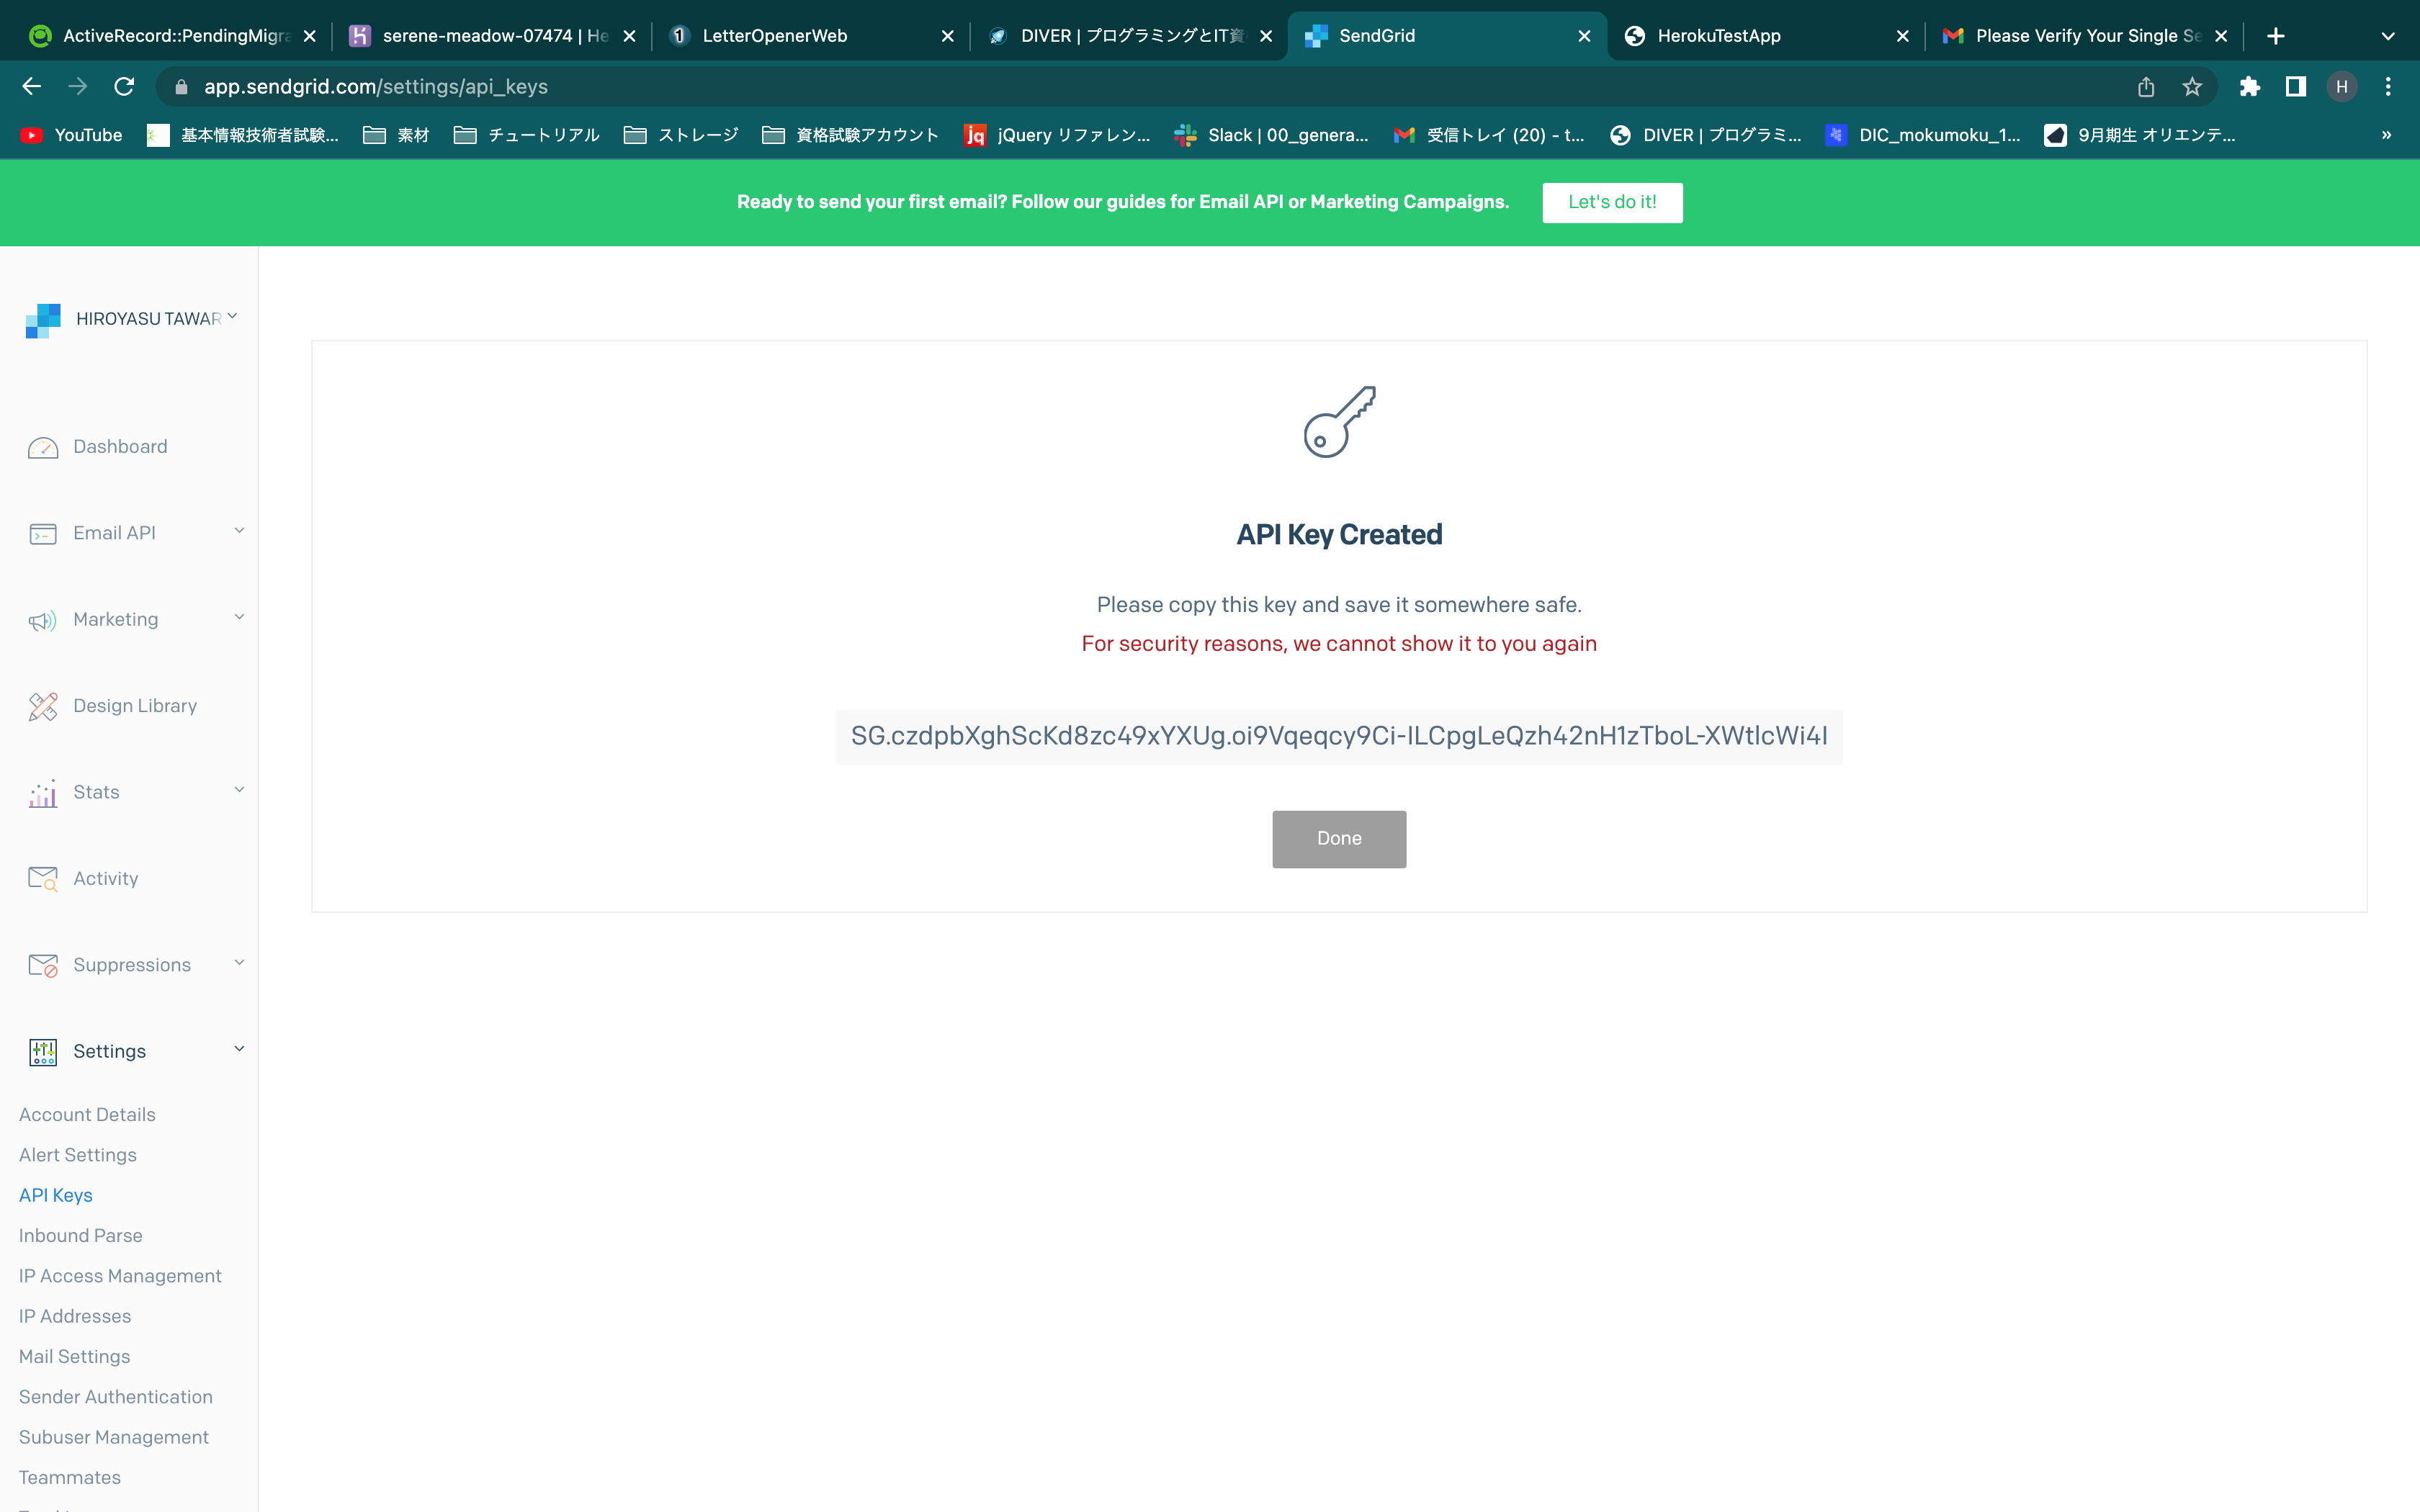 ActiveRecord::PendingMigra
serene-meadow-07474 | He
LetterOpenerWeb
DIVER | プログラミングとIT資
SendGrid
HerokuTestApp
Please Verify Your Single Se
app.sendgrid.com/settings/api_keys
H
YouTube
基本情報技術者試験...
素材
チュートリアル
ストレージ
資格試験アカウント
jq
jQuery リファレン...
Slack | 00_genera...
受信トレイ (20) - t...
DIVER | プログラミ...
DIC_mokumoku_1...
9月期生 オリエンテ...
»
Ready to send your first email? Follow our guides for Email API or Marketing Campaigns.
Let's do it!
HIROYASU TAWAR
Dashboard
Email API
Marketing
Design Library
Stats
Activity
Suppressions
Settings
Account Details
Alert Settings
API Keys
Inbound Parse
IP Access Management
IP Addresses
Mail Settings
Sender Authentication
Subuser Management
Teammates
API Key Created
Please copy this key and save it somewhere safe.
For security reasons, we cannot show it to you again
Done